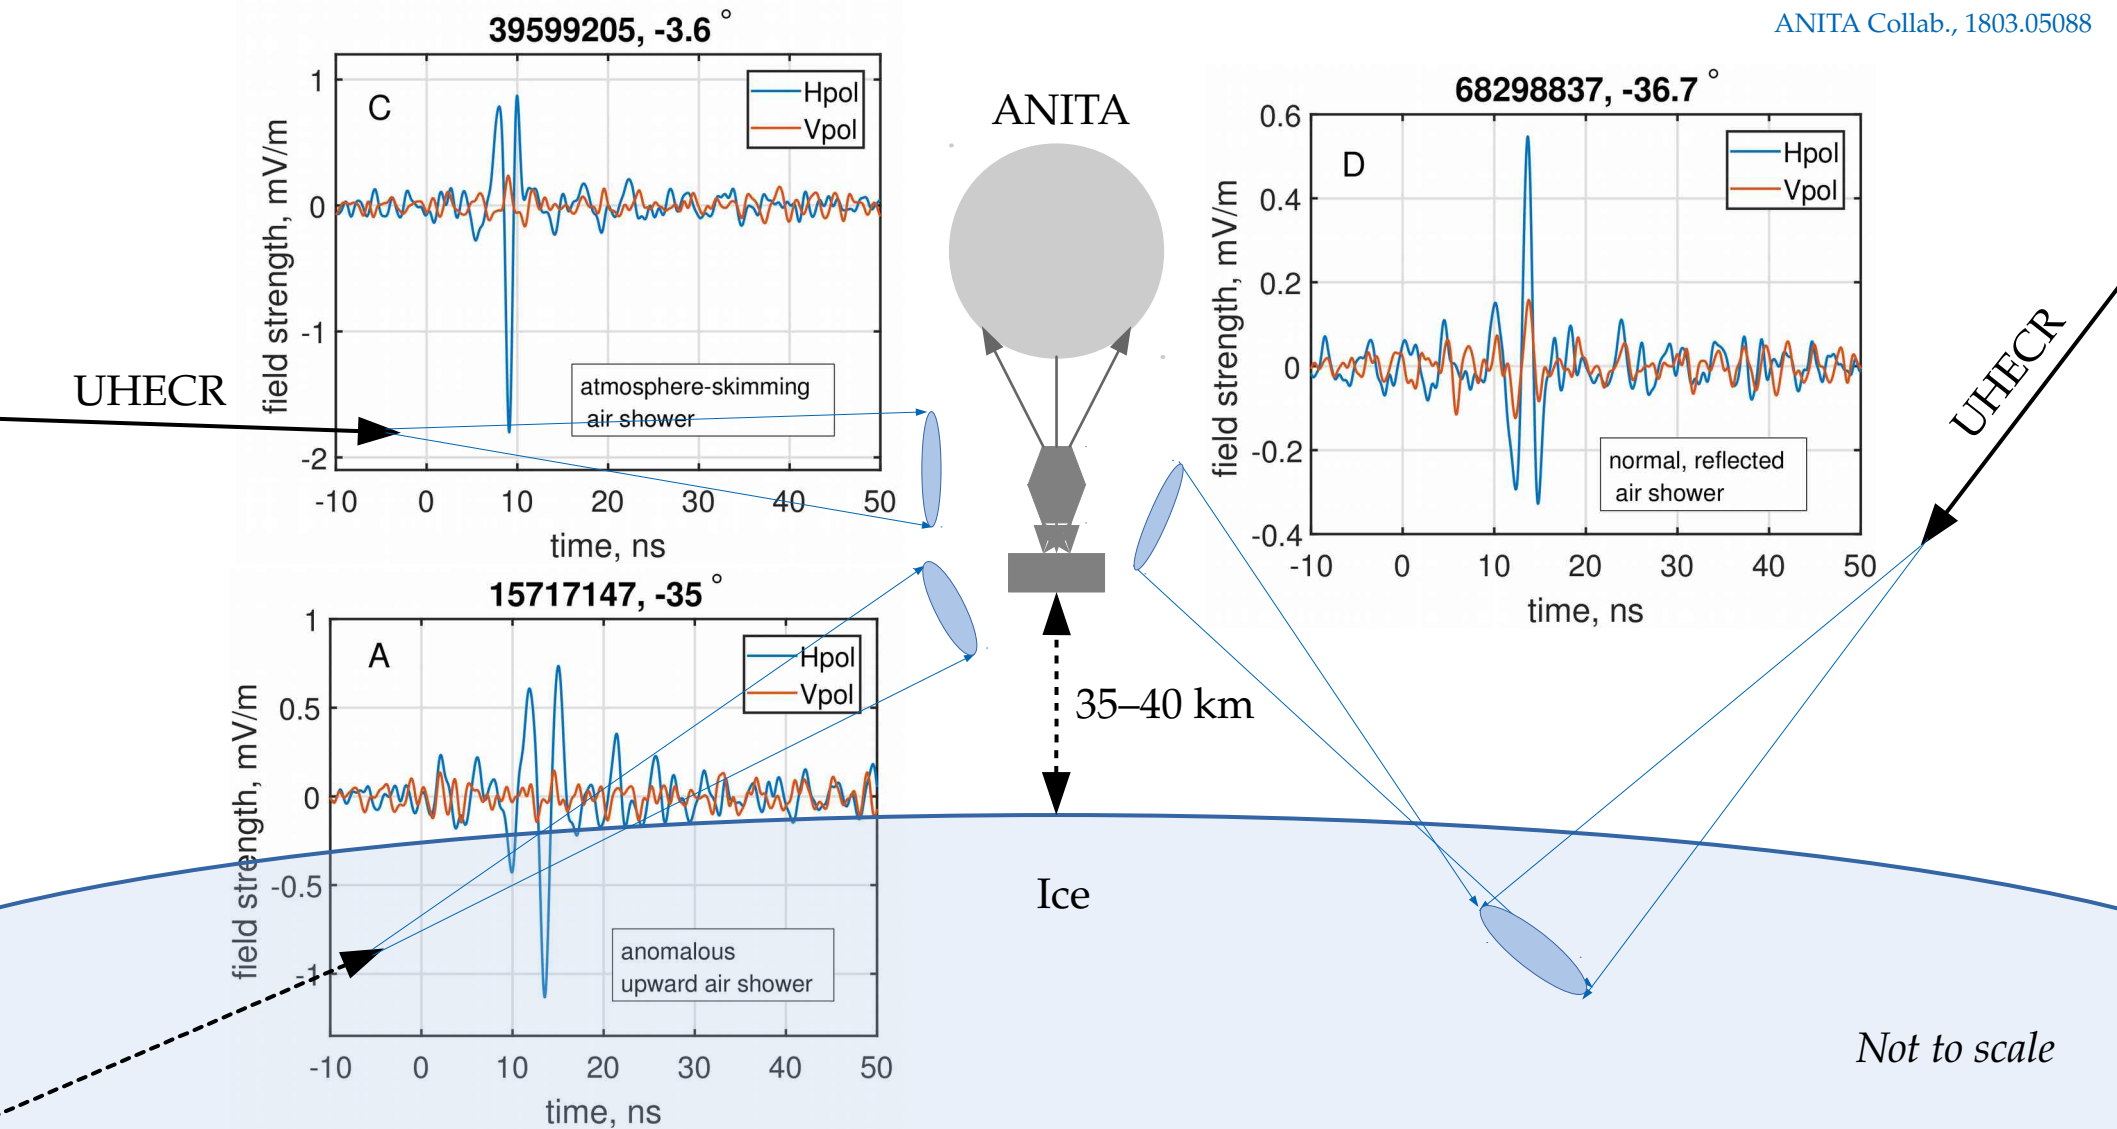 ANITA Collab., 1803.05088
39599205, -3.6 °
C
Hpol
Vpol
1
0
-1
-2
field strength, mV/m
atmosphere-skimming
air shower
-10 0 10 20 30 40 50
time, ns
UHECR
ANITA
68298837, -36.7 °
D
Hpol
Vpol
0.6
0.4
0.2
0
-0.2
-0.4
field strength, mV/m
normal, reflected
air shower
-10 0 10 20 30 40 50
time, ns
UHECR
15717147, -35 °
A
Hpol
Vpol
1
0.5
0
-0.5
-1
field strength, mV/m
anomalous
upward air shower
-10 0 10 20 30 40 50
time, ns
35–40 km
Ice
Not to scale